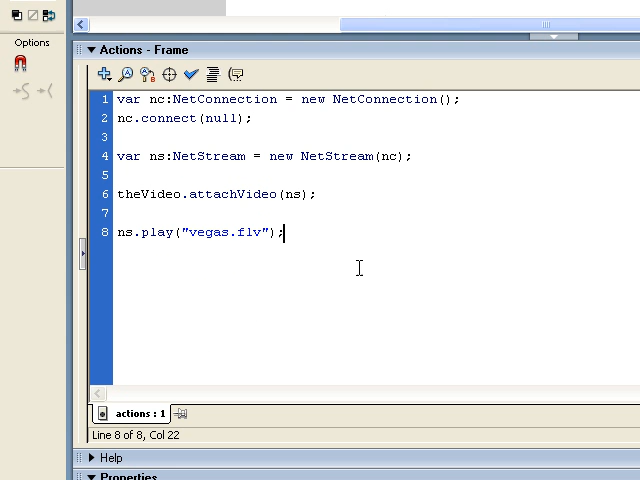 Options
Actions - Frame
1 var nc:NetConnection = new NetConnection();
2 nc.connect(null);
3
4 var ns:NetStream = new NetStream(nc);
5
6 theVideo.attachVideo(ns);
7
8 ns.play("vegas.flv");
actions : 1
Line 8 of 8, Col 22
Help
Properties